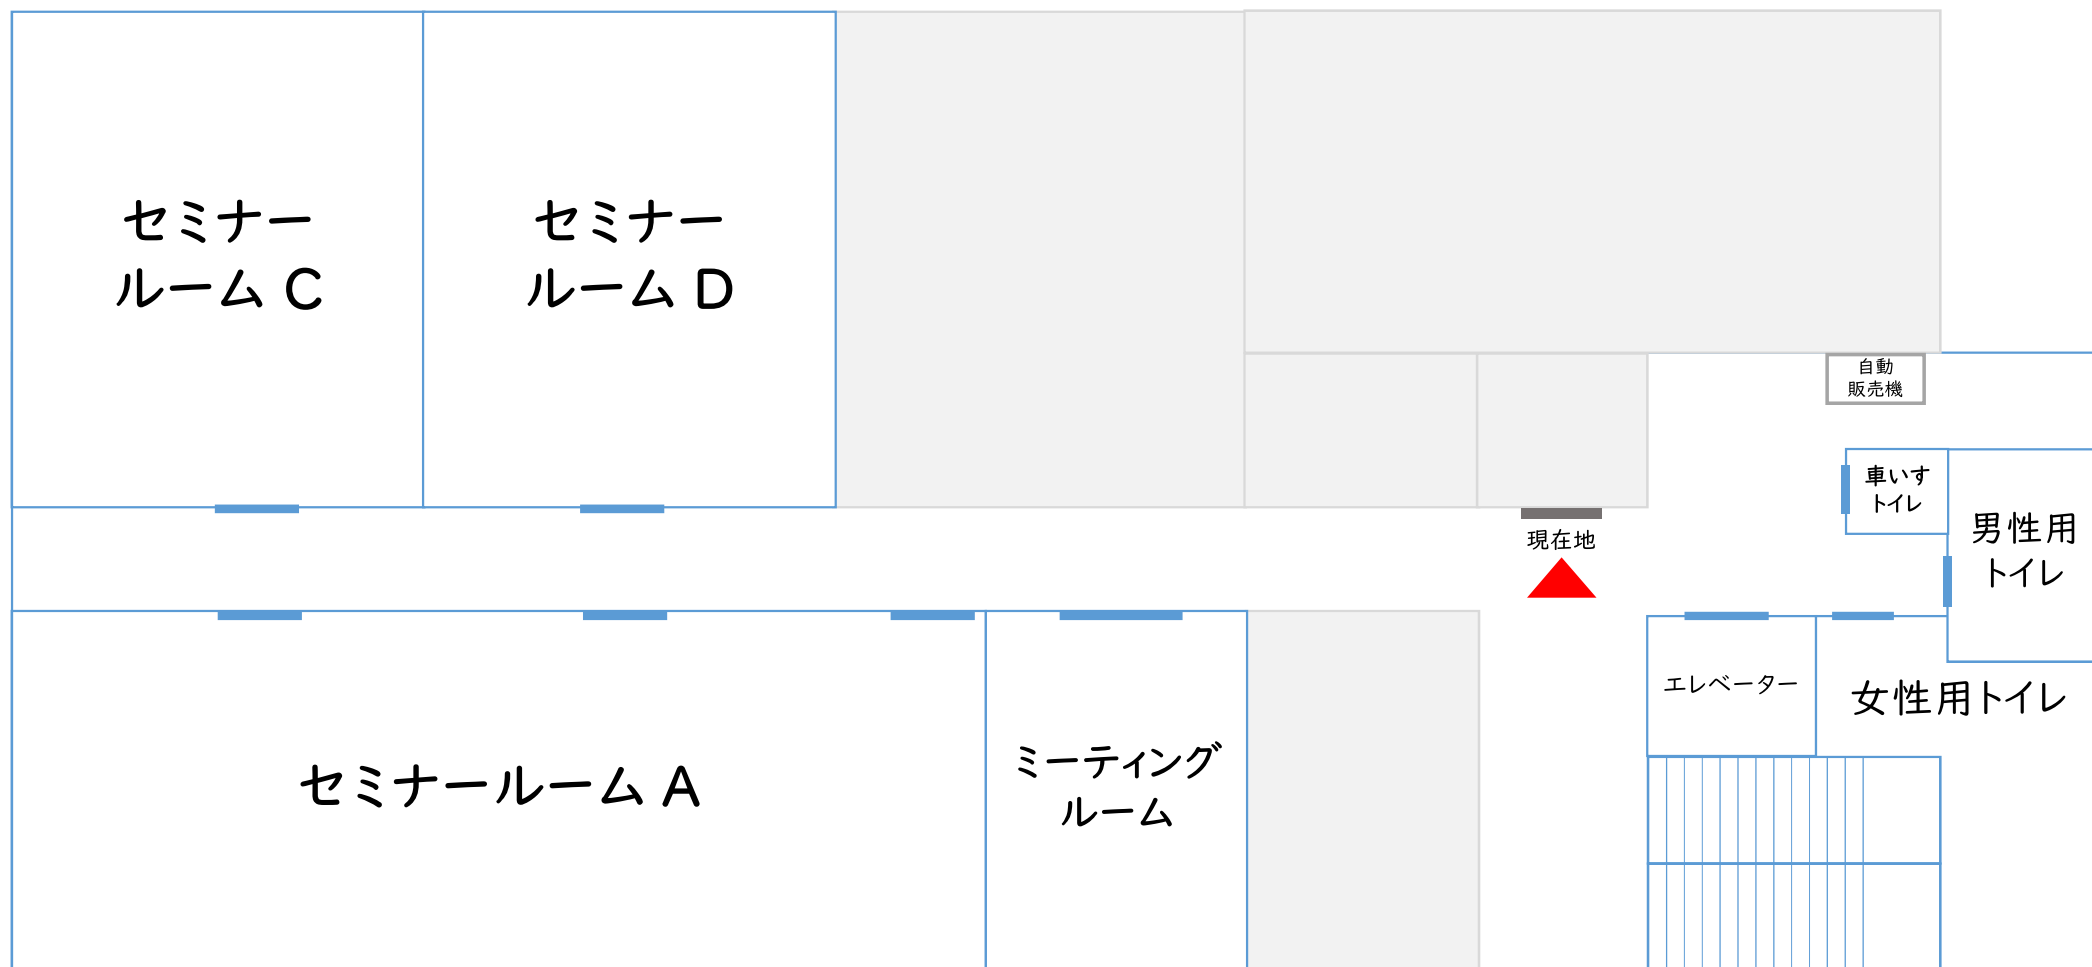 セミナー
ルーム C
セミナー
ルーム D
自動
販売機
車いす
トイレ
男性用
トイレ
現在地
エレベーター
女性用トイレ
セミナールーム A
ミーティング
ルーム